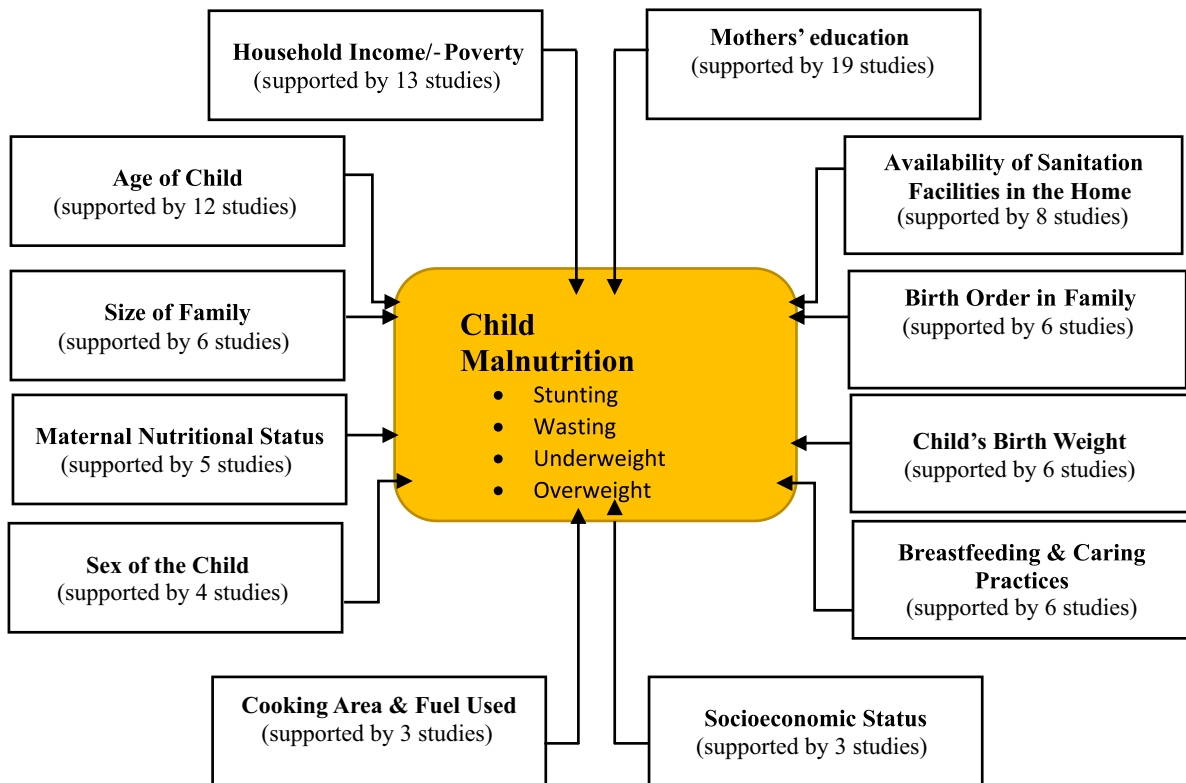 Household Income/-Poverty
(supported by 13 studies)
Mothers’ education
(supported by 19 studies)
Age of Child
(supported by 12 studies)
Availability of Sanitation
Facilities in the Home
(supported by 8 studies)
Size of Family
(supported by 6 studies)
Birth Order in Family
(supported by 6 studies)
Child
Malnutrition
• Stunting
• Wasting
• Underweight
• Overweight
Maternal Nutritional Status
(supported by 5 studies)
Child’s Birth Weight
(supported by 6 studies)
Sex of the Child
(supported by 4 studies)
Breastfeeding & Caring
Practices
(supported by 6 studies)
Cooking Area & Fuel Used
(supported by 3 studies)
Socioeconomic Status
(supported by 3 studies)